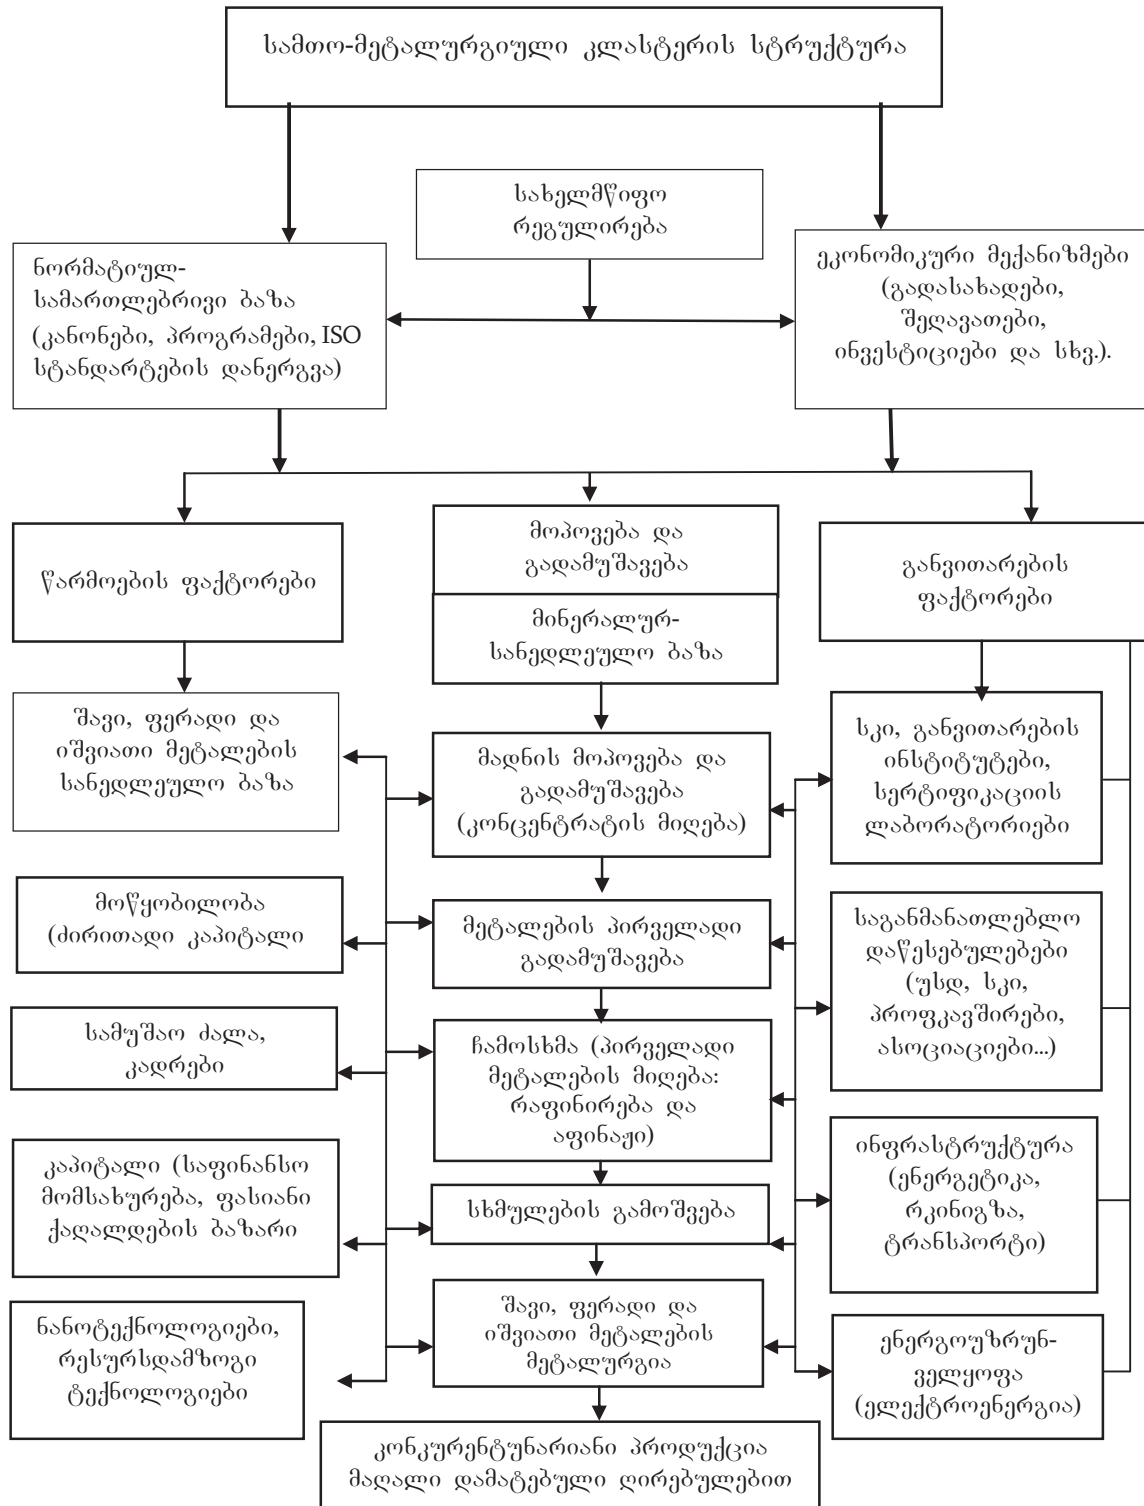 სამთო-მეტალურგიული კლასტერის სტრუქტურა
სახელმწიფო
რეგულირება
ნორმატიულ-
სამართლებრივი ბაზა
(კანონები, პროგრამები, ISO
სტანდარტების დანერგვა)
ეკონომიკური მექანიზმები
(გადასახადები,
შეღავათები,
ინვესტიციები და სხვ.).
წარმოების ფაქტორები
მოპოვება და
გადამუშავება
მინერალურ-
სანედლეულო ბაზა
განვითარების
ფაქტორები
შავი, ფერადი და
იშვიათი მეტალების
სანედლეულო ბაზა
მადნის მოპოვება და
გადამუშავება
(კონცენტრატის მიღება)
სკი, განვითარების
ინსტიტუტები,
სერტიფიკაციის
ლაბორატორიები
მოწყობილობა
(ძირითადი კაპიტალი
მეტალების პირველადი
გადამუშავება
საგანმანათლებლო
დაწესებულებები
(უსდ, სკი,
პროფკავშირები,
ასოციაციები...)
სამუშაო ძალა,
კადრები
ჩამოსხმა (პირველადი
მეტალების მიღება:
რაფინირება და
აფინაჟი)
კაპიტალი (საფინანსო
მომსახურება, ფასიანი
ქაღალდების ბაზარი
სხმულების გამოშვება
ინფრასტრუქტურა
(ენერგეტიკა,
რკინიგზა,
ტრანსპორტი)
ნანოტექნოლოგიები,
რესურსდამზოგი
ტექნოლოგიები
შავი, ფერადი და
იშვიათი მეტალების
მეტალურგია
ენერგოუზრუნ-
ველყოფა
(ელექტროენერგია)
კონკურენტუნარიანი პროდუქცია
მაღალი დამატებული ღირებულებით